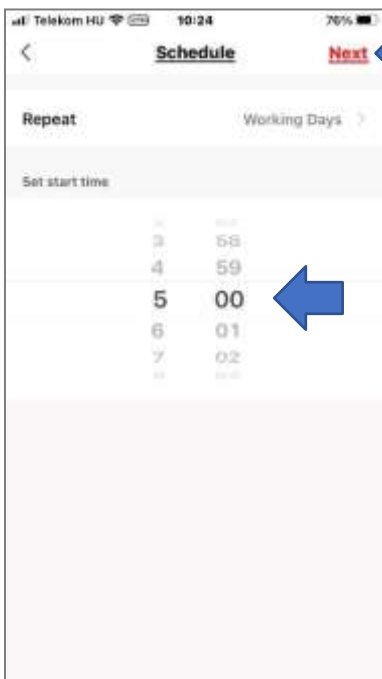 Telekom HU 10:24 76%
Schedule Next
Repeat Working Days
Set start time
3 58
4 59
5 00
6 01
7 02